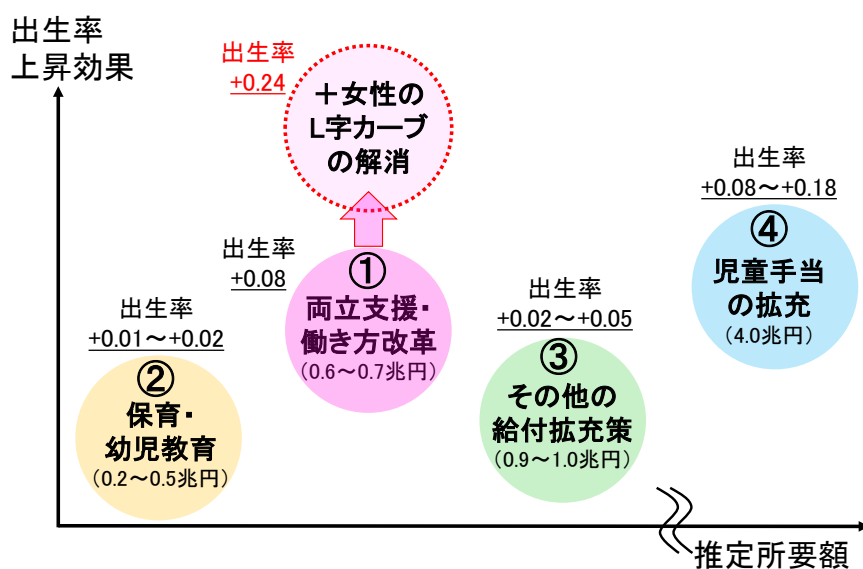 出生率
上昇効果
出生率
+0.24
＋女性の
L字カーブ
の解消
出生率
+0.08～+0.18
④
児童手当
の拡充
（4.0兆円）
出生率
+0.08
①
両立支援・
働き方改革
（0.6～0.7兆円）
出生率
+0.02～+0.05
③
その他の
給付拡充策
（0.9～1.0兆円）
出生率
+0.01～+0.02
②
保育・
幼児教育
（0.2～0.5兆円）
推定所要額